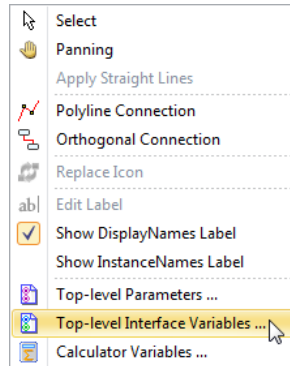 Select
Panning
Apply Straight Lines
Polyline Connection
Orthogonal Connection
Replace Icon
ab| Edit Label
Show DisplayNames Label
Show InstanceNames Label
Top-level Parameters ...
Top-level Interface Variables ...
Calculator Variables ...